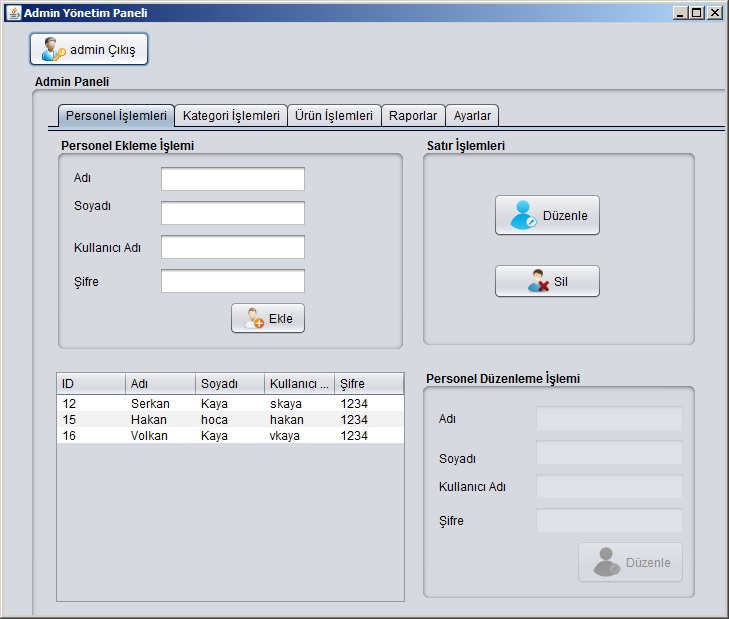 Admin Yönetim Paneli
admin Çıkış
Admin Paneli
Personel İşlemleri Kategori İşlemleri Ürün İşlemleri Raporlar Ayarlar
Personel Ekleme İşlemi
Adı
Soyadı
Kullanıcı Adı
Şifre
Ekle
Satır İşlemleri
Düzenle
Sil
ID Adı Soyadı Kullanıcı ... Şifre
12 Serkan Kaya skaya 1234
15 Hakan hoca hakan 1234
16 Volkan Kaya vkaya 1234
Personel Düzenleme İşlemi
Adı
Soyadı
Kullanıcı Adı
Şifre
Düzenle